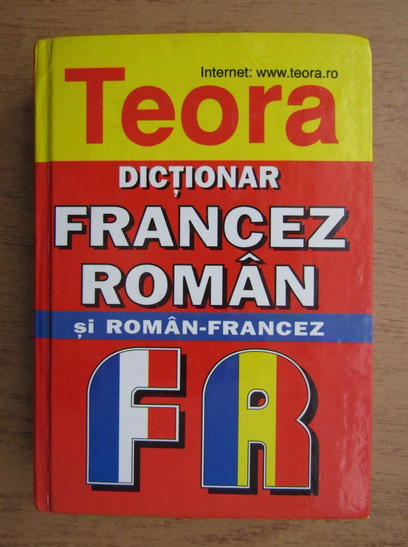 Internet: www.teora.ro
Teora
DICȚIONAR
FRANCEZ
ROMÂN
și ROMÂN-FRANCEZ
FR